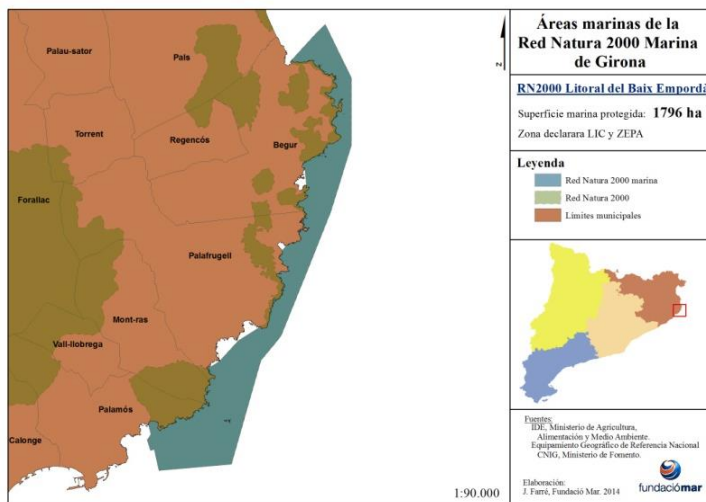 Palau-sator
Pals
Torrent
Regencós
Begur
Forallac
Palafrugell
Mont-ras
Vall-llobrega
Palamós
Calonge
1:90.000
Áreas marinas de la
Red Natura 2000 Marina
de Girona
RN2000 Litoral del Baix Empordá
Superficie marina protegida: 1796 ha
Zona declarara LIC y ZEPA
Leyenda
Red Natura 2000 marina
Red Natura 2000
Límites municipales
Fuentes:
IDE, Ministerio de Agricultura,
Alimentación y Medio Ambiente.
Equipamiento Geográfico de Referencia Nacional
CNIG, Ministerio de Fomento.
Elaboración:
J. Farré, Fundació Mar. 2014
fundaciómar